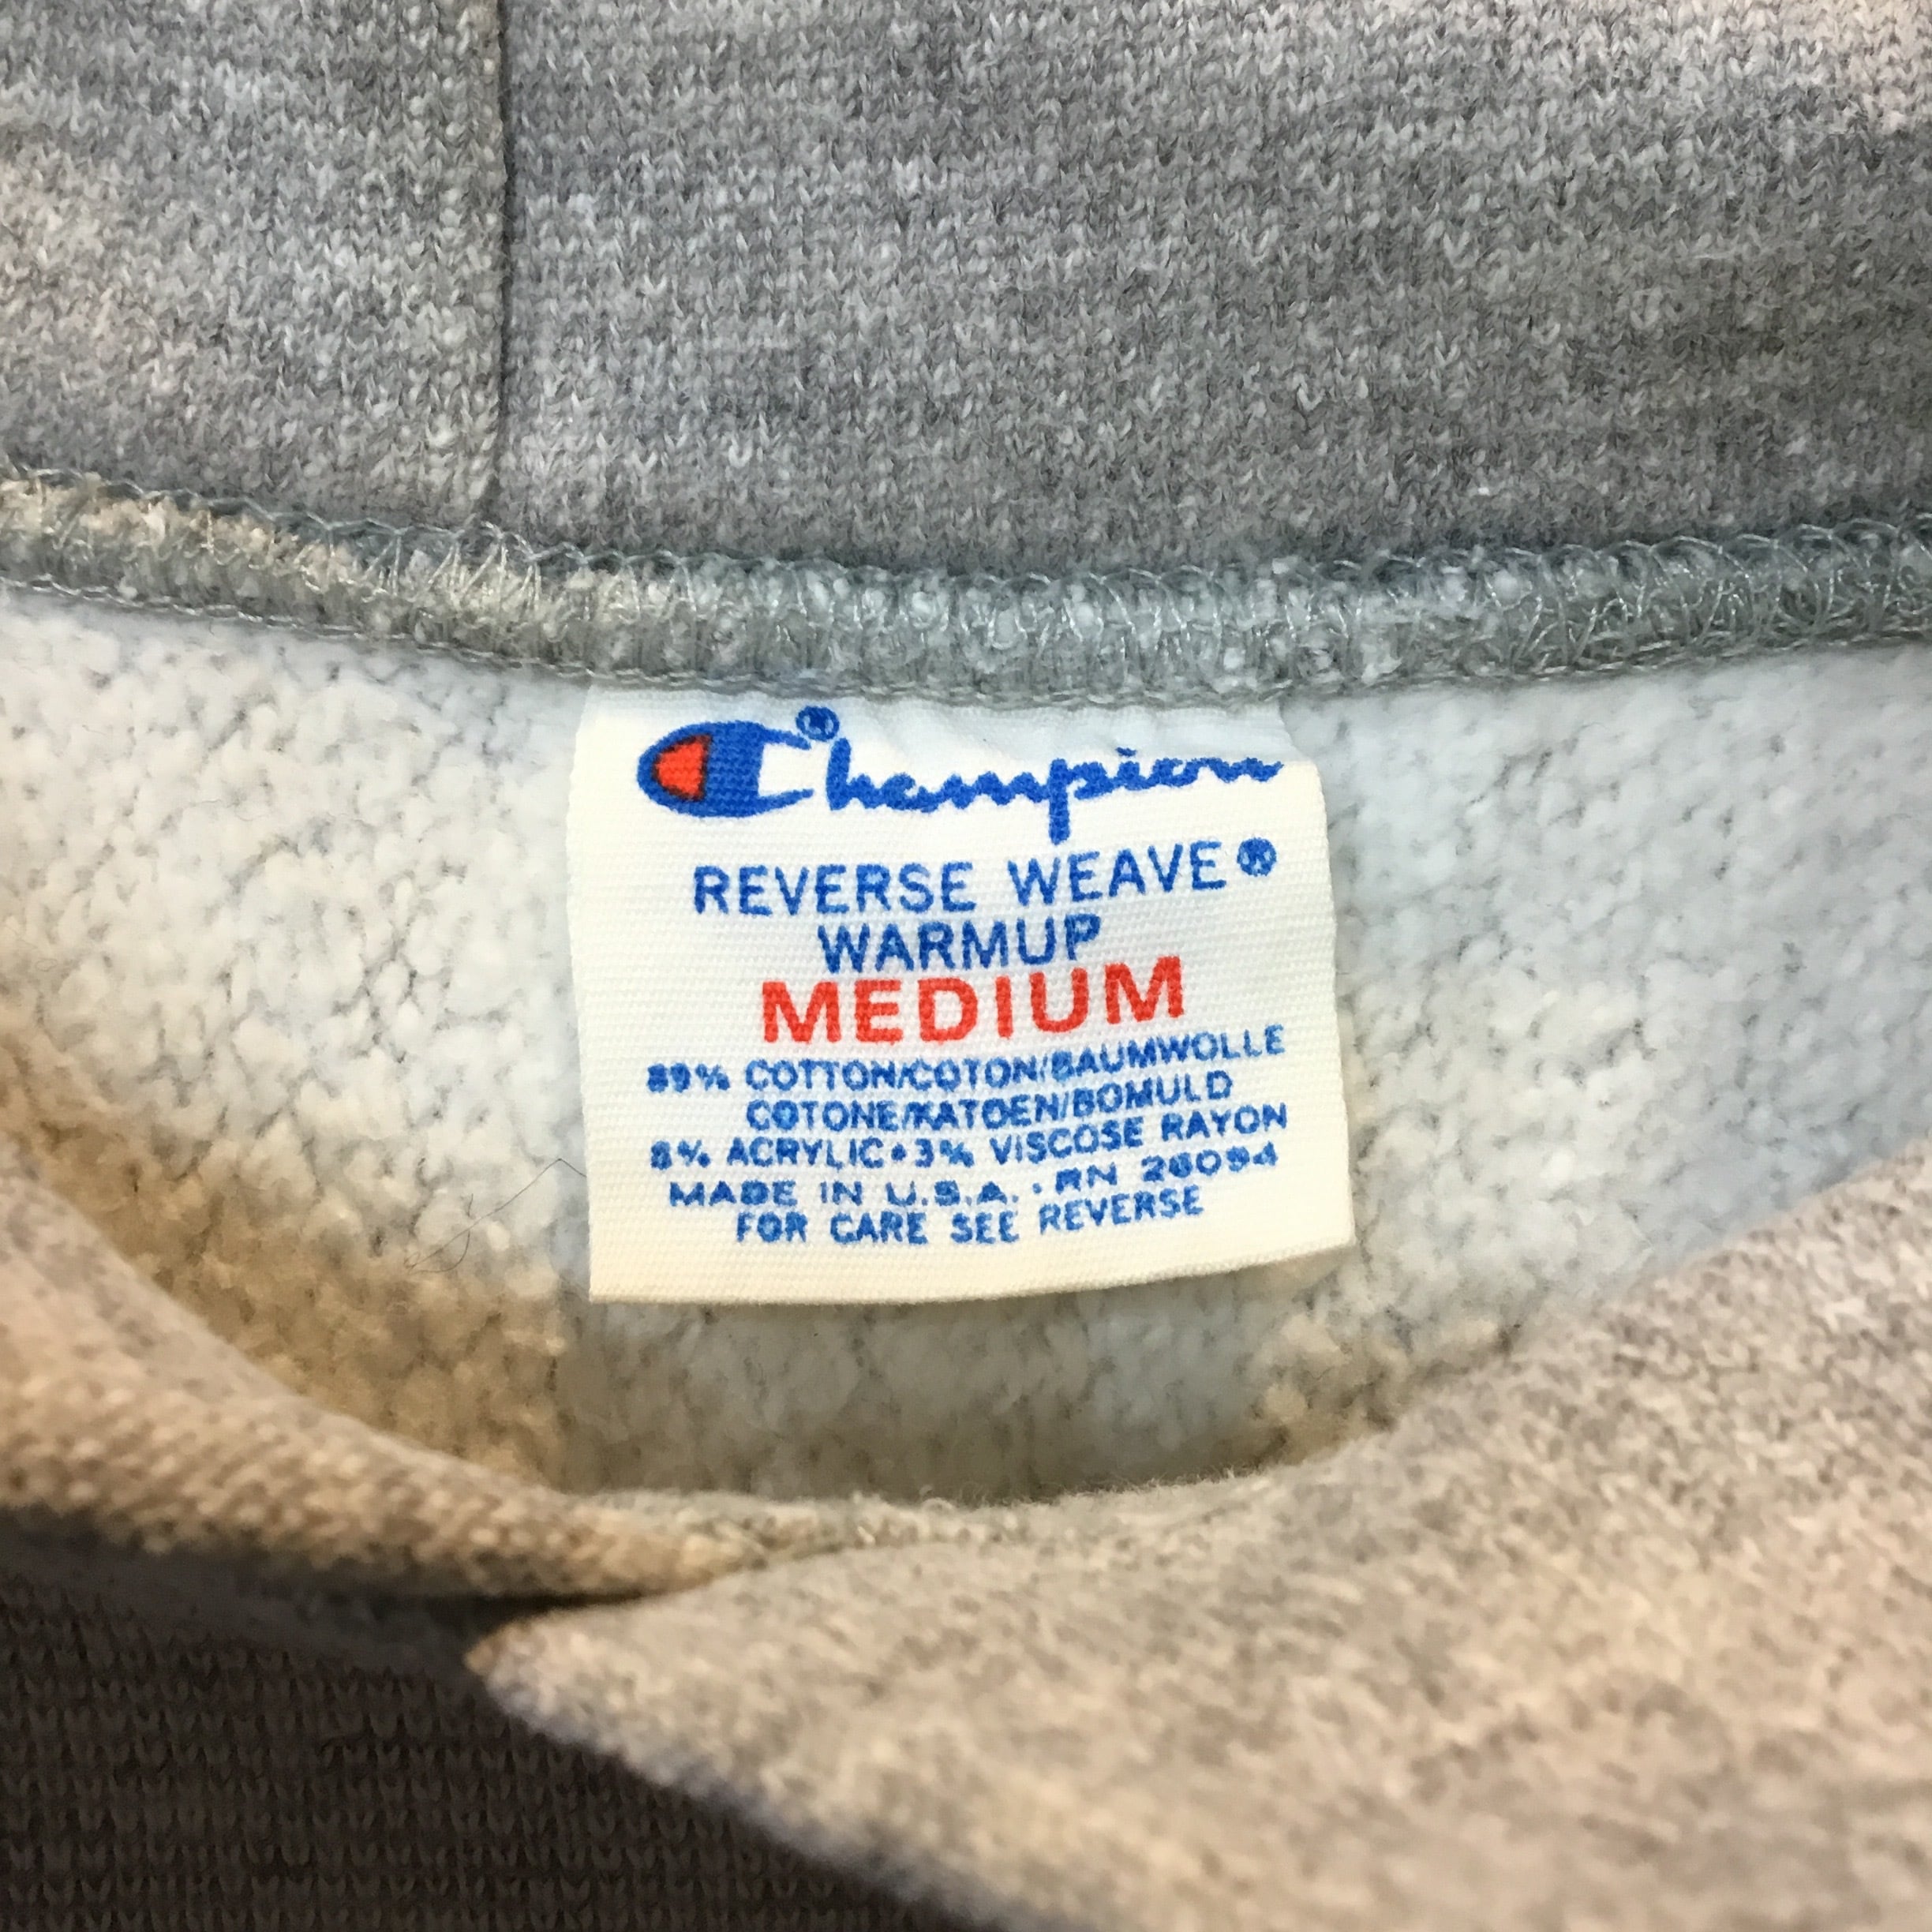 Champion®
REVERSE WEAVE®
WARMUP
MEDIUM
89% COTTON/COTON/BAUMWOLLE
COTONE/KATOEN/BOMULD
8% ACRYLIC•3% VISCOSE RAYON
MADE IN U.S.A. · RN 26094
FOR CARE SEE REVERSE